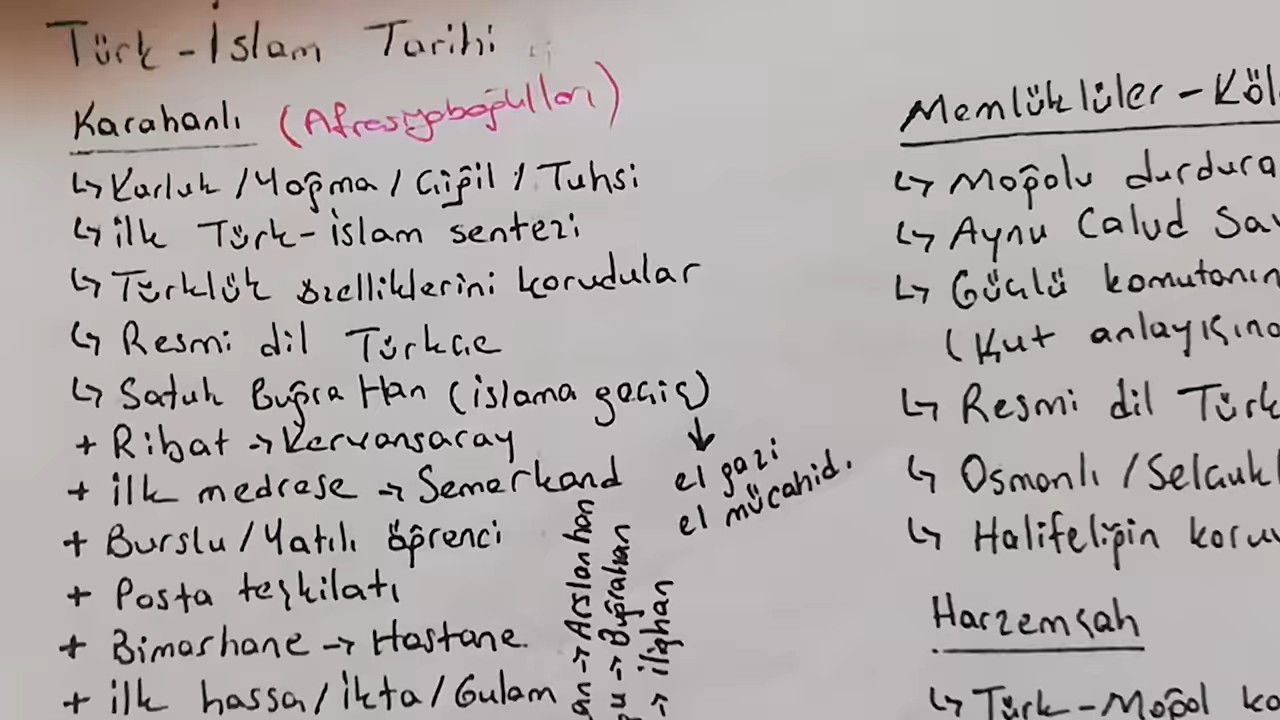 Türk-İslam Tarihi
Karahanlı (Afrasyaboğulları)
↳ Karluk / Yağma / Çiğil / Tuhsi
↳ ilk Türk-İslam sentezi
↳ Türklük özelliklerini korudular
↳ Resmi dil Türkçe
↳ Satuk Buğra Han (islama geçiş)
↓
el gazi
el mücahid.
+ Ribat → Kervansaray
+ ilk medrese → Semerkand
+ Burslu / Yatılı öğrenci
+ Posta teşkilatı
+ Bimarhane → Hastane.
+ ilk hassa / ikta / Gulam
→ Arslanhan
→ Buğrahan
→ ilighan
Memlüklüler - Köl
↳ Moğolu durdura
↳ Aynu Calud Sa
↳ Güçlü komutanın
(Kut anlayışına
↳ Resmi dil Türk
↳ Osmanlı / Selçuk
↳ Halifeliğin koru
Harzemşah
↳ Türk-Moğol ko